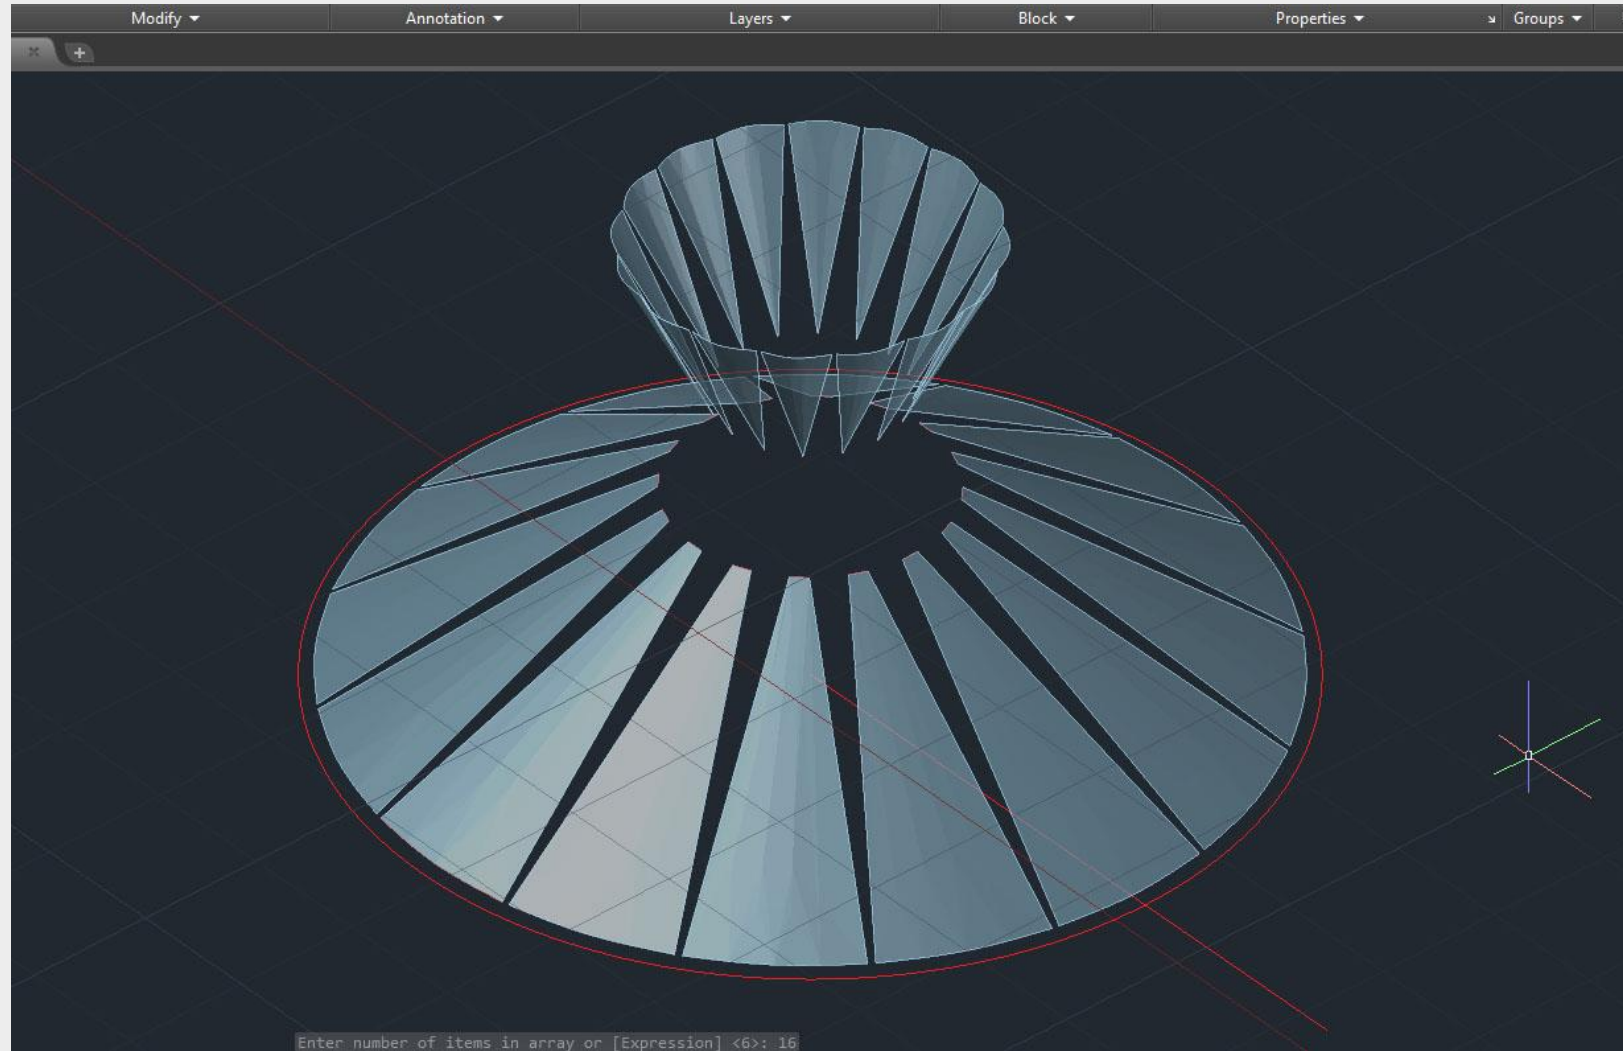 Modify Annotation Layers Block Properties Groups
Enter number of items in array or [Expression] <6>: 16